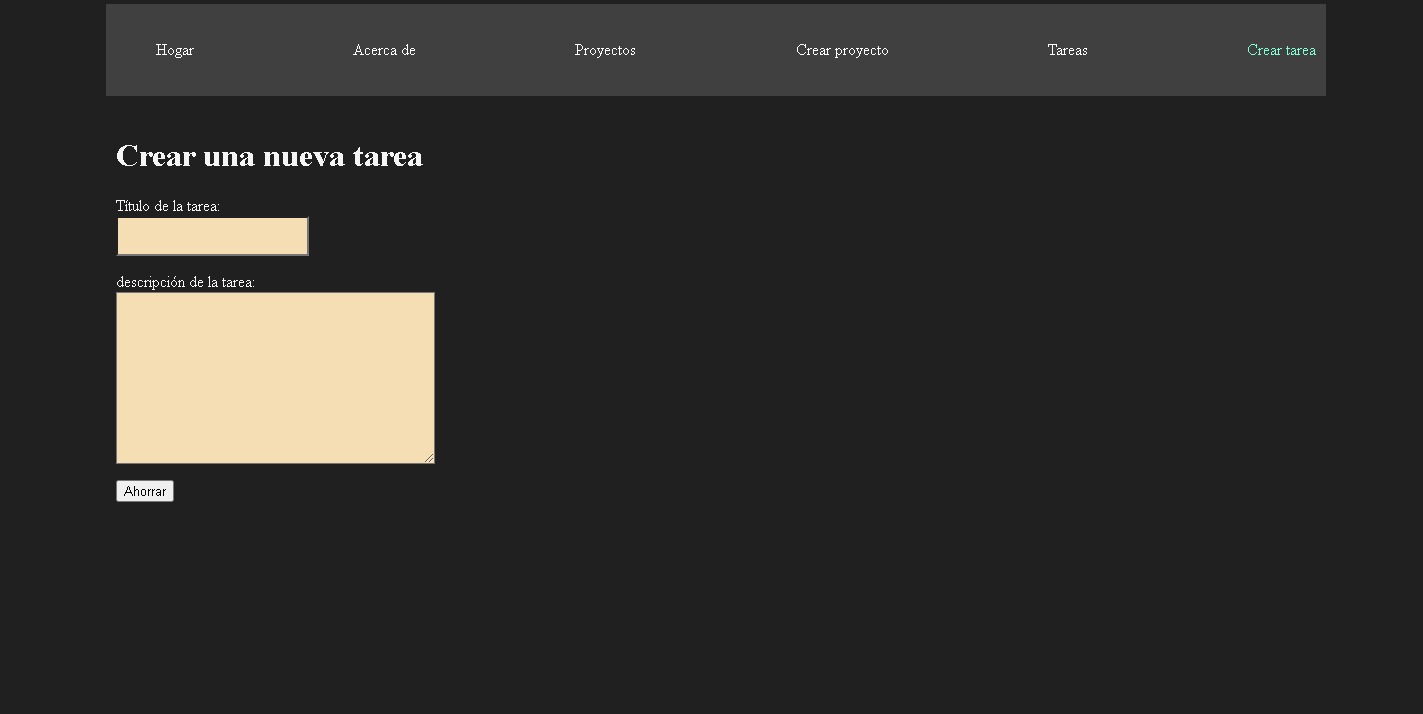 Hogar Acerca de Proyectos Crear proyecto Tareas Crear tarea
Crear una nueva tarea
Título de la tarea:
descripción de la tarea:
Ahorrar